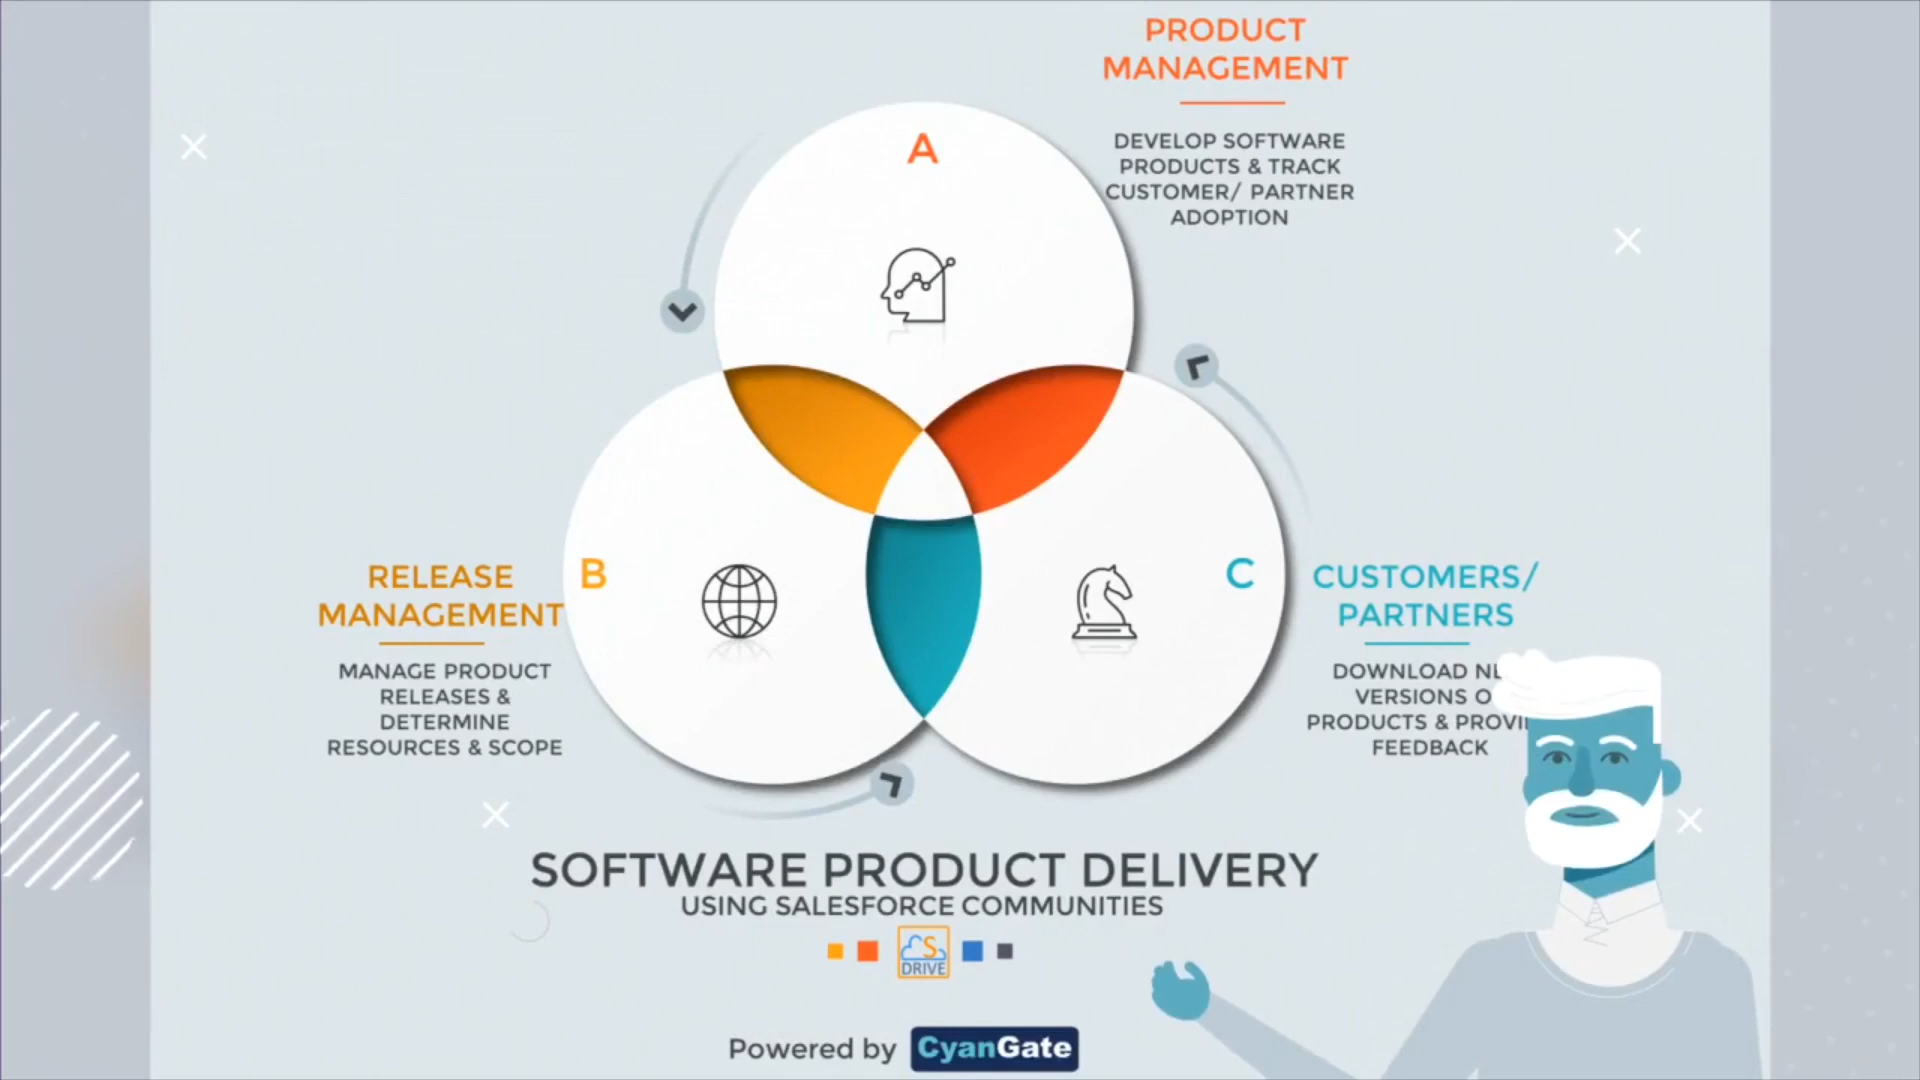 PRODUCT
MANAGEMENT
DEVELOP SOFTWARE
PRODUCTS & TRACK
CUSTOMER/ PARTNER
ADOPTION
A
RELEASE
MANAGEMENT
MANAGE PRODUCT
RELEASES &
DETERMINE
RESOURCES & SCOPE
B
C
CUSTOMERS/
PARTNERS
DOWNLOAD
VERSIONS
PRODUCTS &
FEEDBACK
SOFTWARE PRODUCT DELIVERY
USING SALESFORCE COMMUNITIES
S
DRIVE
Powered by CyanGate